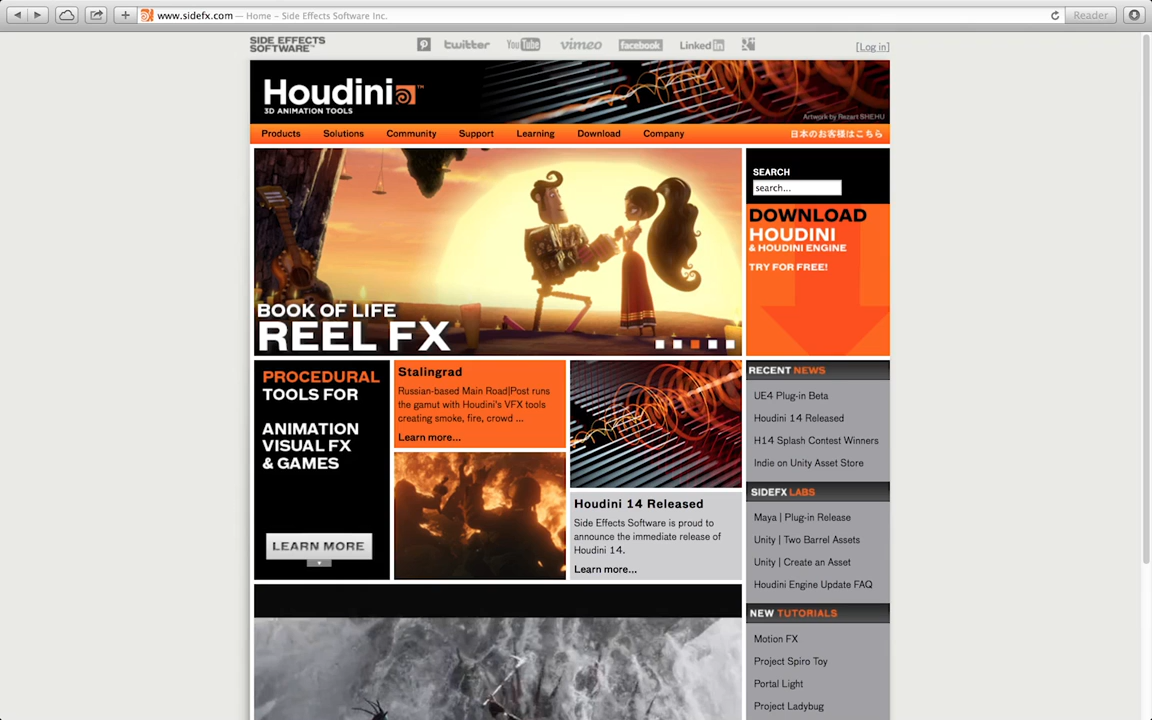 www.sidefx.com — Home – Side Effects Software Inc.
Reader
SIDE EFFECTS
SOFTWARE™
twitter
You Tube
vimeo
facebook
Linked in
[Log in]
Houdini™
3D ANIMATION TOOLS
Artwork by Rezart SHEHU
Products Solutions Community Support Learning Download Company 日本のお客様はこちら
BOOK OF LIFE
REEL FX
SEARCH
search...
DOWNLOAD
HOUDINI
& HOUDINI ENGINE
TRY FOR FREE!
PROCEDURAL
TOOLS FOR
ANIMATION
VISUAL FX
& GAMES
LEARN MORE
Stalingrad
Russian-based Main Road|Post runs
the gamut with Houdini's VFX tools
creating smoke, fire, crowd ...
Learn more...
Houdini 14 Released
Side Effects Software is proud to
announce the immediate release of
Houdini 14.
Learn more...
RECENT NEWS
UE4 Plug-in Beta
Houdini 14 Released
H14 Splash Contest Winners
Indie on Unity Asset Store
SIDEFX LABS
Maya | Plug-in Release
Unity | Two Barrel Assets
Unity | Create an Asset
Houdini Engine Update FAQ
NEW TUTORIALS
Motion FX
Project Spiro Toy
Portal Light
Project Ladybug